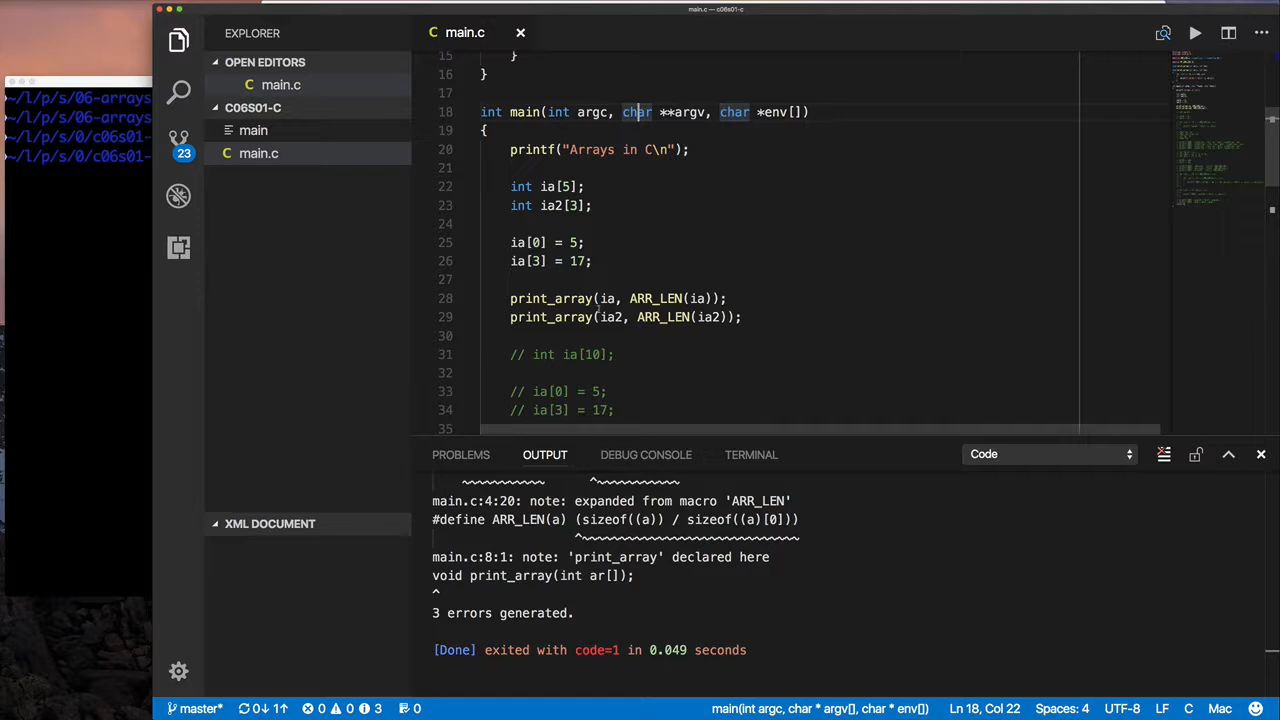 main.c — c06s01-c
EXPLORER
OPEN EDITORS
main.c
C06S01-C
main
main.c
23
XML DOCUMENT
~/l/p/s/06-arrays
~/l/p/s/06-arrays
~/l/p/s/0/c06s01-c
~/l/p/s/0/c06s01-c
C main.c
15 }
16 }
17
18 int main(int argc, char **argv, char *env[])
19 {
20 printf("Arrays in C\n");
21
22 int ia[5];
23 int ia2[3];
24
25 ia[0] = 5;
26 ia[3] = 17;
27
28 print_array(ia, ARR_LEN(ia));
29 print_array(ia2, ARR_LEN(ia2));
30
31 // int ia[10];
32
33 // ia[0] = 5;
34 // ia[3] = 17;
35
PROBLEMS OUTPUT DEBUG CONSOLE TERMINAL Code
~~~~~~~~~~~ ^~~~~~~~~~~~
main.c:4:20: note: expanded from macro 'ARR_LEN'
#define ARR_LEN(a) (sizeof((a)) / sizeof((a)[0]))
^~~~~~~~~~~~~~~~~~~~~~~~~~~~~~
main.c:8:1: note: 'print_array' declared here
void print_array(int ar[]);
^
3 errors generated.
[Done] exited with code=1 in 0.049 seconds
master* 0↓ 1↑ 0 0 3 0 main(int argc, char * argv[], char * env[]) Ln 18, Col 22 Spaces: 4 UTF-8 LF C Mac